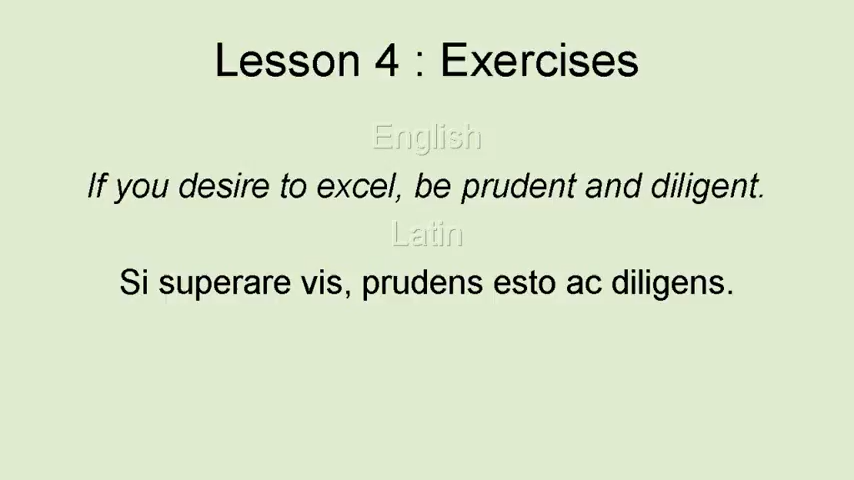 Lesson 4 : Exercises
English
If you desire to excel, be prudent and diligent.
Latin
Si superare vis, prudens esto ac diligens.